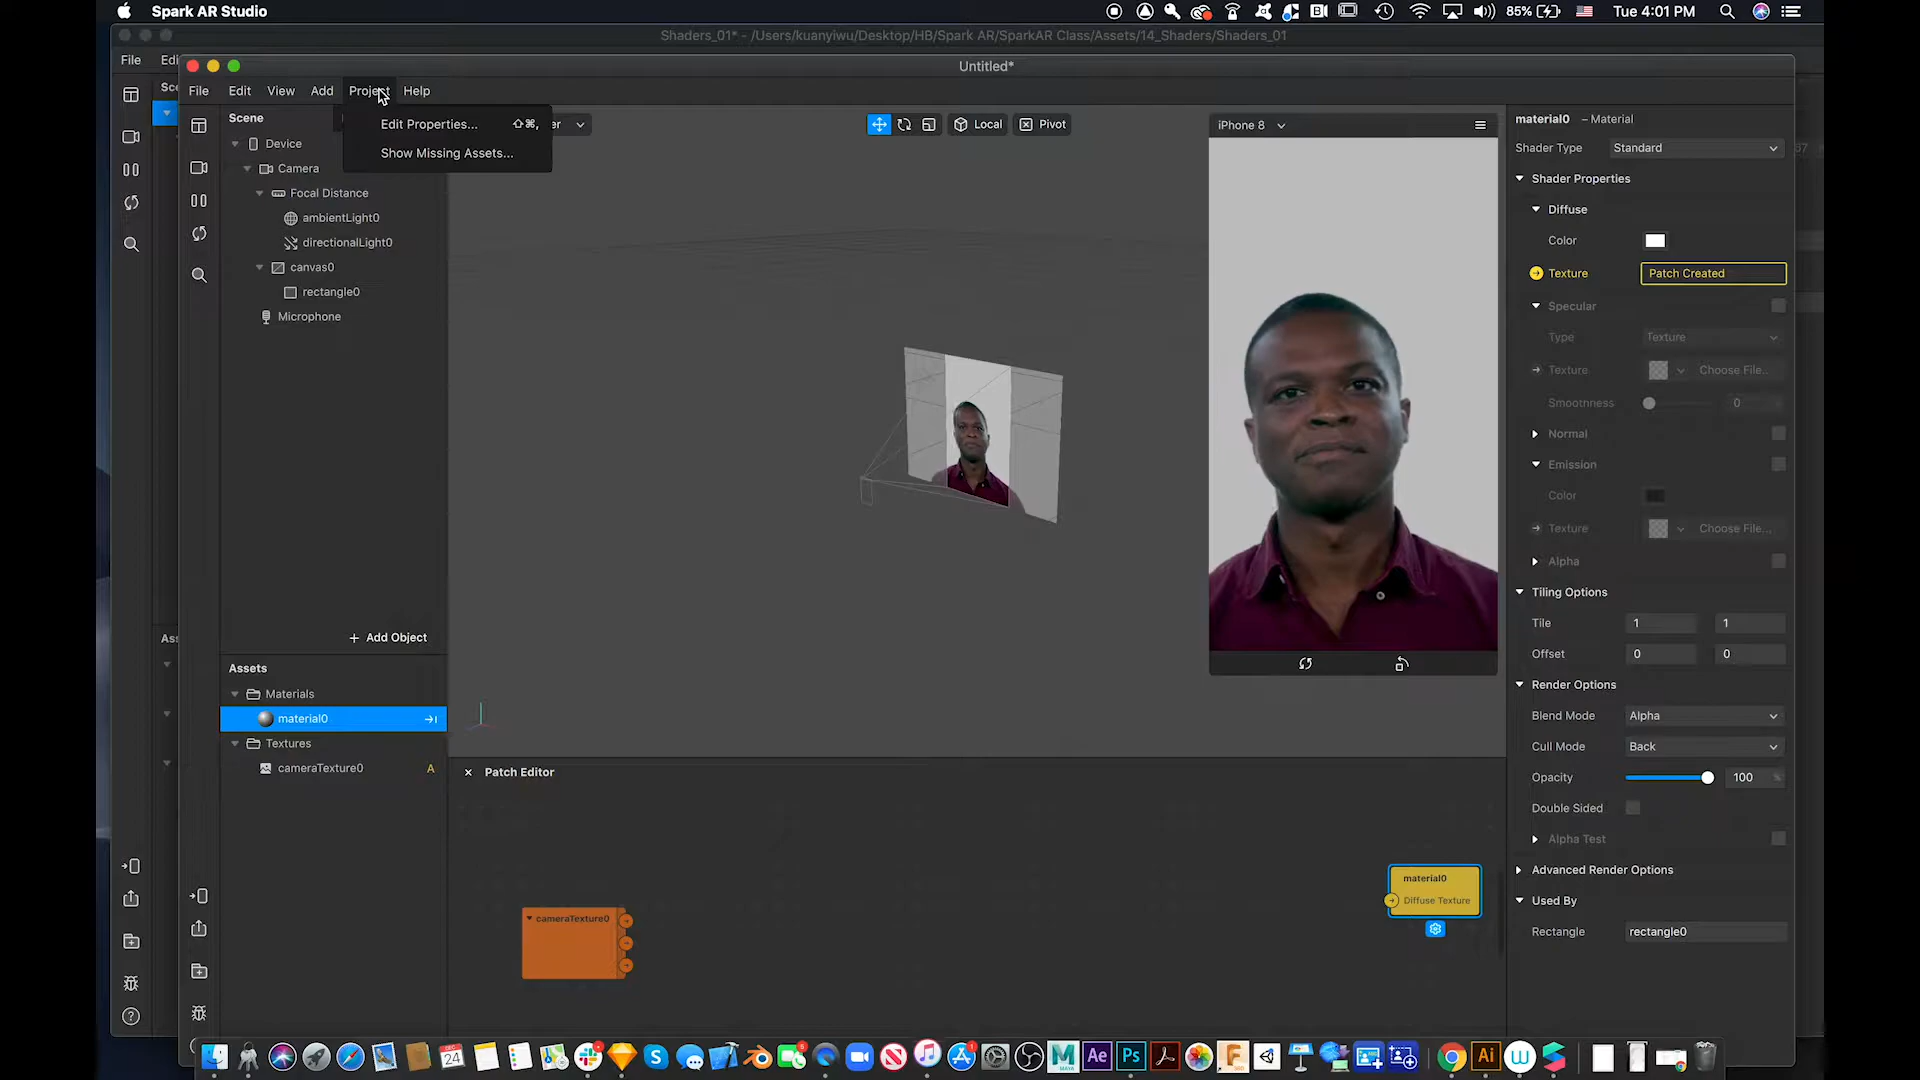 Spark AR Studio
85%
Tue 4:01 PM
Shaders_01* - /Users/kuanyiwu/Desktop/HB/Spark AR/SparkAR Class/Assets/14_Shaders/Shaders_01
File
Untitled*
File Edit View Add Project Help
Scene
Edit Properties... ⇧⌘,
Show Missing Assets...
Device
Camera
Focal Distance
ambientLight0
directionalLight0
canvas0
rectangle0
Microphone
+ Add Object
Assets
Materials
material0
Textures
cameraTexture0 A
Local
Pivot
iPhone 8
Patch Editor
cameraTexture0
material0
Diffuse Texture
material0 – Material
Shader Type Standard
Shader Properties
Diffuse
Color
Texture Patch Created
Specular
Type Texture
Texture Choose File...
Smoothness 0
Normal
Emission
Color
Texture Choose File...
Alpha
Tiling Options
Tile 1 1
Offset 0 0
Render Options
Blend Mode Alpha
Cull Mode Back
Opacity 100 %
Double Sided
Alpha Test
Advanced Render Options
Used By
Rectangle rectangle0
DEC
24
MAYA
Ae
Ps
Ai